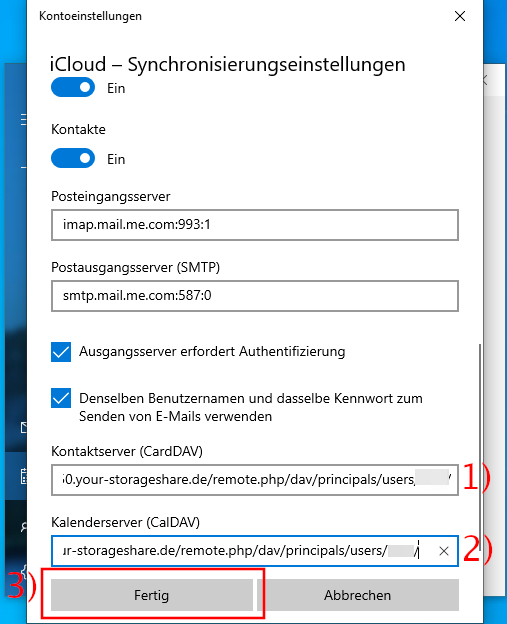 Kontoeinstellungen
iCloud – Synchronisierungseinstellungen
Ein
Kontakte
Ein
Posteingangsserver
imap.mail.me.com:993:1
Postausgangsserver (SMTP)
smtp.mail.me.com:587:0
Ausgangsserver erfordert Authentifizierung
Denselben Benutzernamen und dasselbe Kennwort zum
Senden von E-Mails verwenden
Kontaktserver (CardDAV)
0.your-storageshare.de/remote.php/dav/principals/users/ / 1)
Kalenderserver (CalDAV)
ur-storageshare.de/remote.php/dav/principals/users/ / 2)
3) Fertig Abbrechen